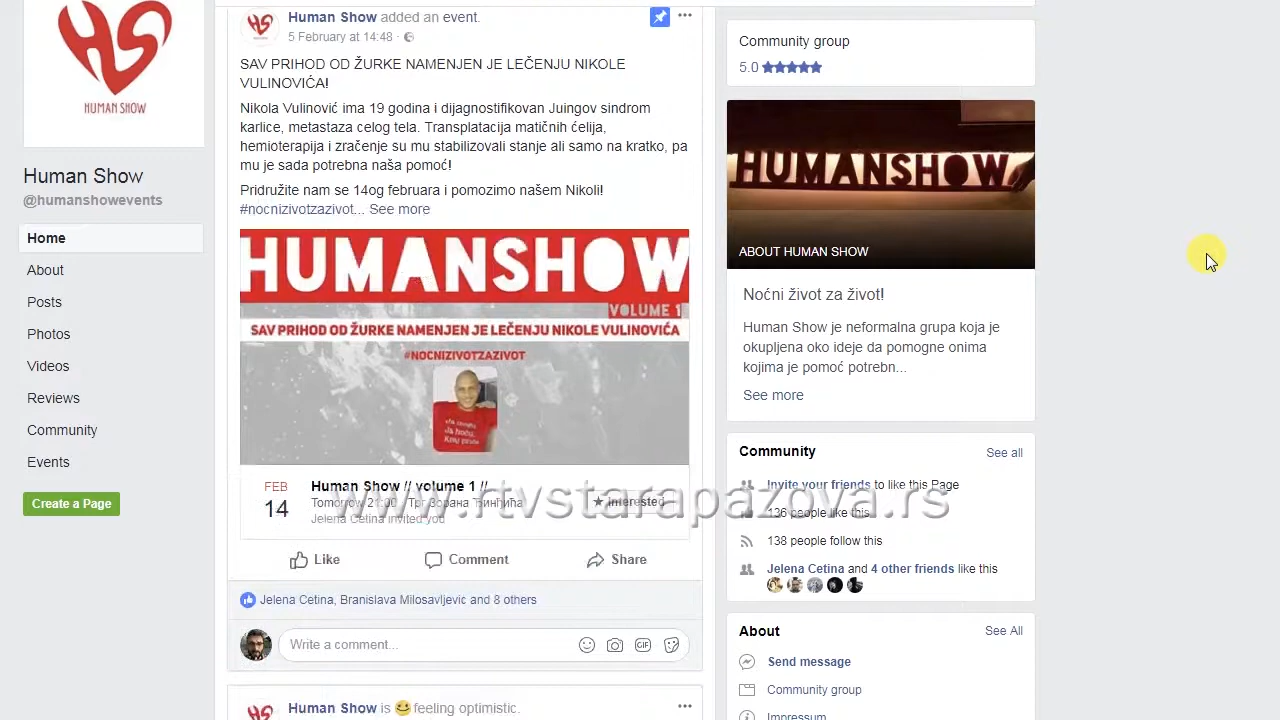 HUMAN SHOW
Human Show
@humanshowevents
Home
About
Posts
Photos
Videos
Reviews
Community
Events
Create a Page
Human Show added an event.
5 February at 14:48 ·
SAV PRIHOD OD ŽURKE NAMENJEN JE LEČENJU NIKOLE
VULINOVIĆA!
Nikola Vulinović ima 19 godina i dijagnostifikovan Juingov sindrom
karlice, metastaza celog tela. Transplatacija matičnih ćelija,
hemioterapija i zračenje su mu stabilizovali stanje ali samo na kratko, pa
mu je sada potrebna naša pomoć!
Pridružite nam se 14og februara i pomozimo našem Nikoli!
#nocnizivotzazivot... See more
HUMANSHOW
VOLUME 1
SAV PRIHOD OD ŽURKE NAMENJEN JE LEČENJU NIKOLE VULINOVIĆA
#NOCNIZIVOTZAZIVOT
FEB
14
Human Show // volume 1 //
Tomorrow 21:00 · Трг Зорана Ђинђића
Jelena Cetina invited you
★ Interested
www.rtvstarapazova.rs
Like
Comment
Share
Jelena Cetina, Branislava Milosavljevic and 8 others
Write a comment...
GIF
Human Show is feeling optimistic.
Community group
5.0 ★★★★★
HUMANSHOW
ABOUT HUMAN SHOW
Noćni život za život!
Human Show je neformalna grupa koja je
okupljena oko ideje da pomogne onima
kojima je pomoć potrebn...
See more
Community
See all
Invite your friends to like this Page
136 people like this
138 people follow this
Jelena Cetina and 4 other friends like this
About
See All
Send message
Community group
Impressum